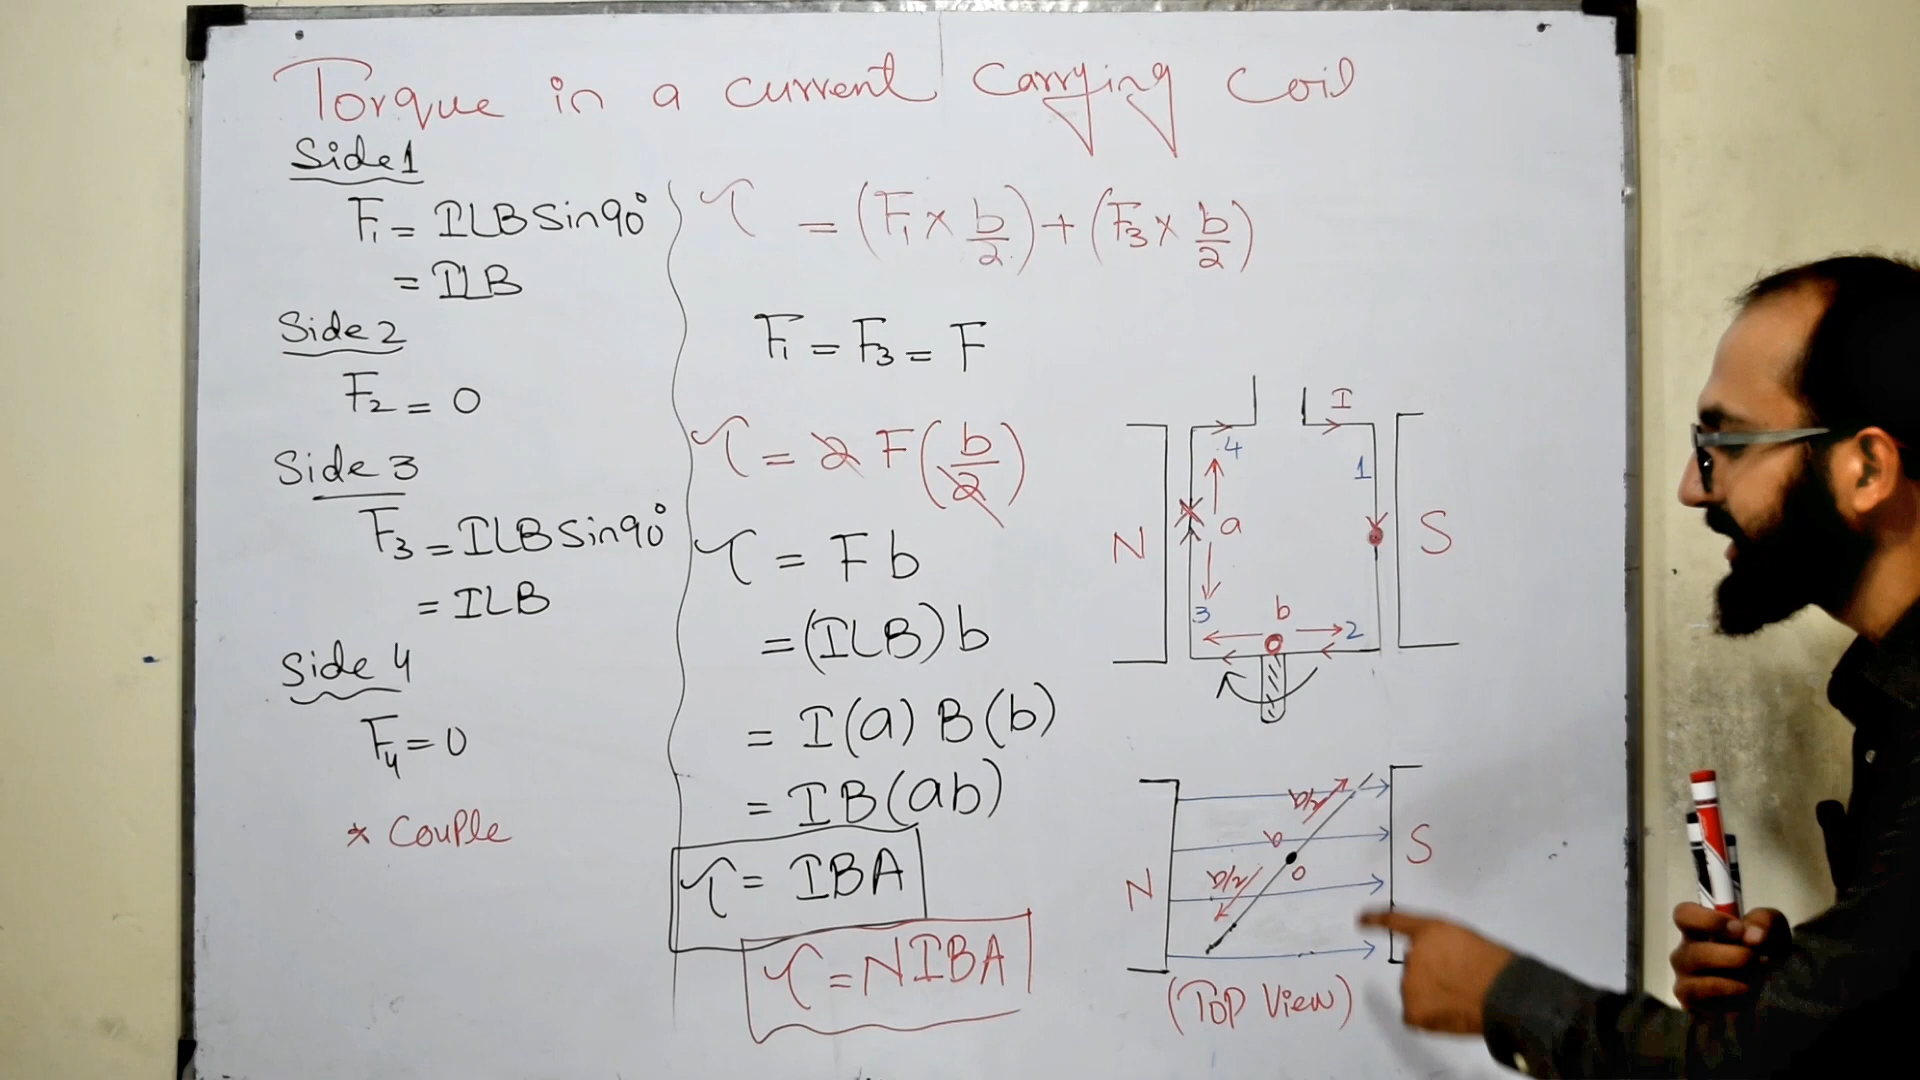 Torque in a current carrying coil
Side 1
F₁ = ILB Sin90°
= ILB
Side 2
F₂ = 0
Side 3
F₃ = ILB Sin90°
= ILB
Side 4
F₄ = 0
* Couple
τ = (F₁ × b/2) + (F₃ × b/2)
F₁ = F₃ = F
τ = 2F(b/2)
τ = Fb
= (ILB)b
= I(a) B(b)
= IB(ab)
τ = IBA
τ = NIBA
I
4
1
N
a
S
3
b
2
b/2
b
O
b/2
N
S
(Top View)